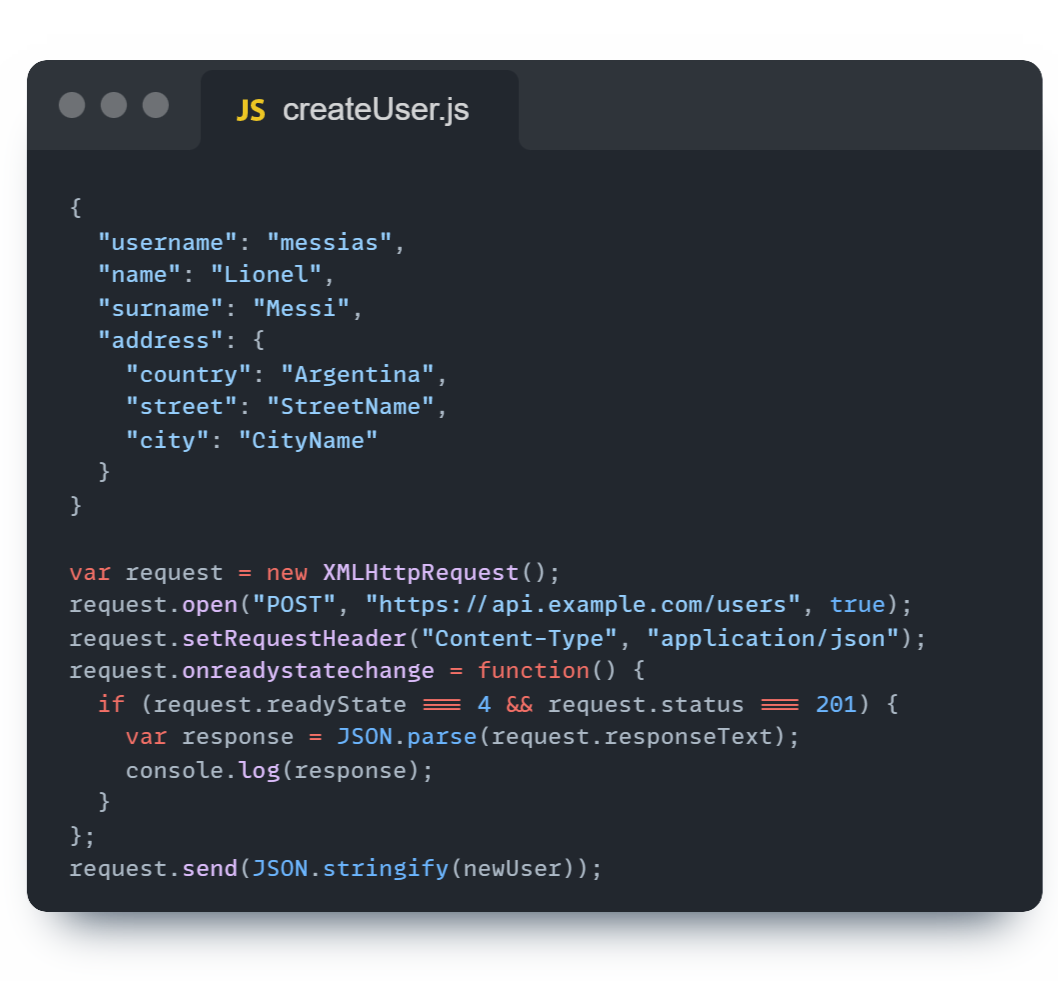 JS createUser.js
{
  "username": "messias",
  "name": "Lionel",
  "surname": "Messi",
  "address": {
    "country": "Argentina",
    "street": "StreetName",
    "city": "CityName"
  }
}
var request = new XMLHttpRequest();
request.open("POST", "https://api.example.com/users", true);
request.setRequestHeader("Content-Type", "application/json");
request.onreadystatechange = function() {
  if (request.readyState === 4 && request.status === 201) {
    var response = JSON.parse(request.responseText);
    console.log(response);
  }
};
request.send(JSON.stringify(newUser));